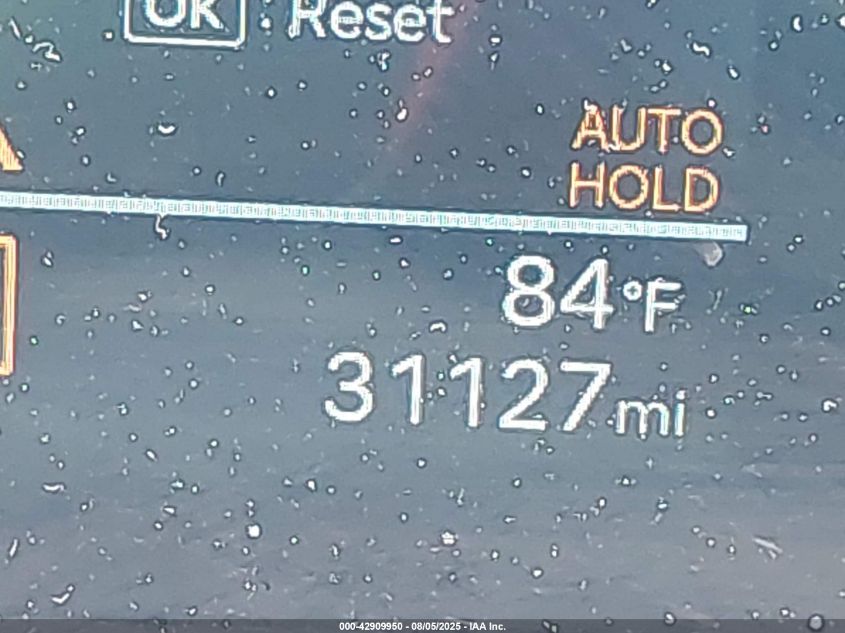 OK : Reset
AUTO
HOLD
84°F
31127mi
000-42909950 - 08/05/2025 - IAA Inc.